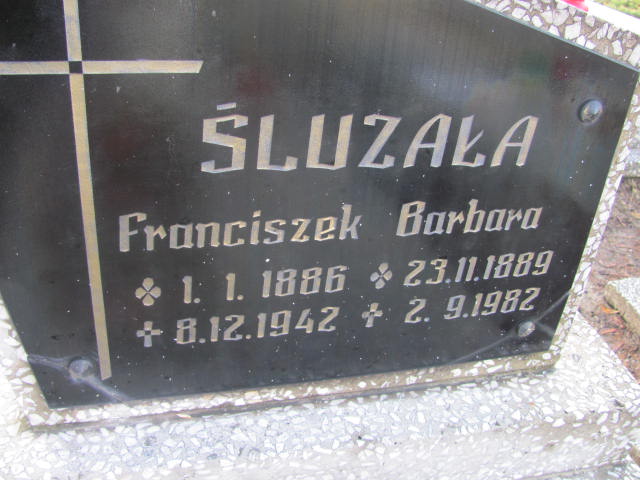 ŚLUZAŁA
Franciszek Barbara
1. 1. 1886 23.11.1889
8.12.1942 2. 9.1982